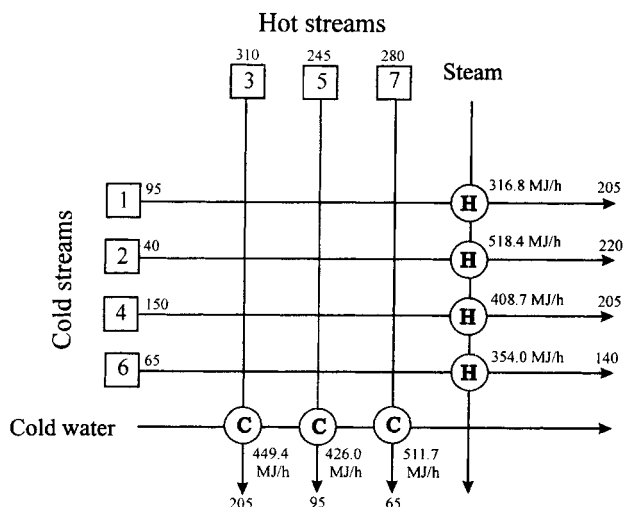 Hot streams
310 245 280
3 5 7 Steam
Cold streams
1 95 H 316.8 MJ/h 205
2 40 H 518.4 MJ/h 220
4 150 H 408.7 MJ/h 205
6 65 H 354.0 MJ/h 140
Cold water C C C
449.4 426.0 511.7
MJ/h MJ/h MJ/h
205 95 65